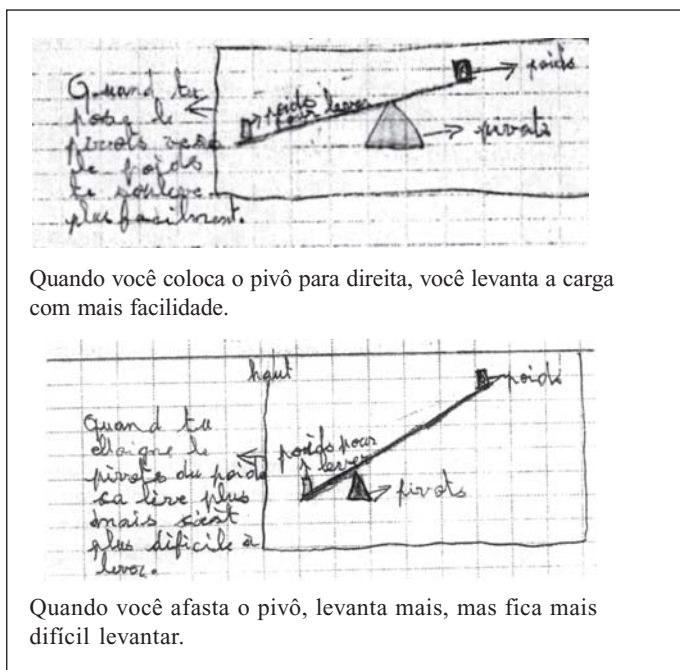 Quand tu
pose le
pivots vers
le poids
tu soulève
plus facilment.
poids
pour lever
poids
pivots
Quando você coloca o pivô para direita, você levanta a carga
com mais facilidade.
haut
Quand tu
éloigne le
pivots du poids
ca lève plus
mais c'est
plus dificile à
lever.
poids pour
lever
poids
pivots
Quando você afasta o pivô, levanta mais, mas fica mais
difícil levantar.